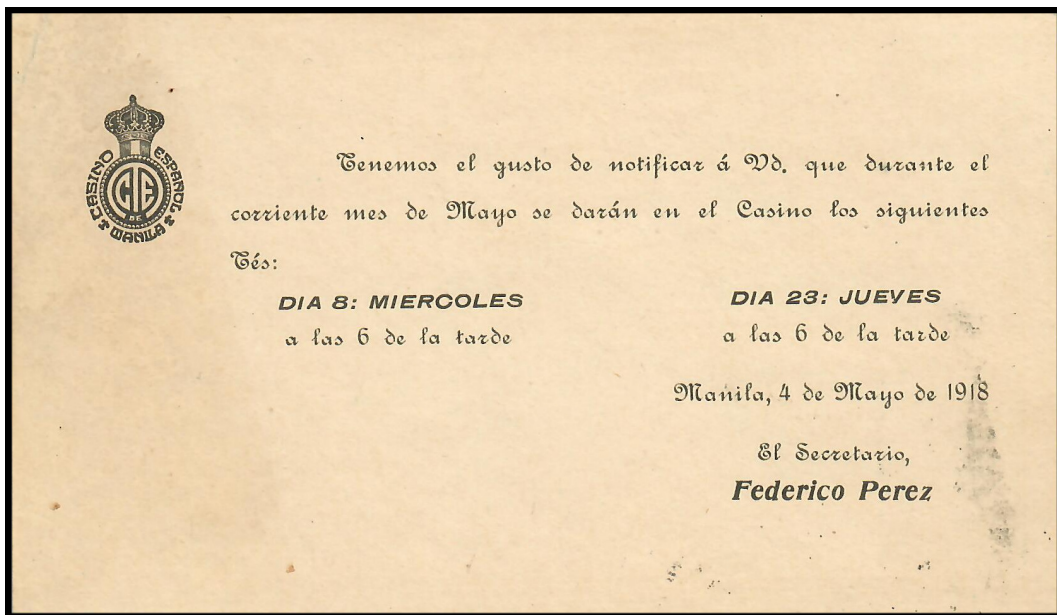 CASINO ESPAÑOL
DE
MANILA
CE
Tenemos el gusto de notificar á Vd. que durante el
corriente mes de Mayo se darán en el Casino los siguientes
Tés:
DIA 8: MIERCOLES
a las 6 de la tarde
DIA 23: JUEVES
a las 6 de la tarde
Manila, 4 de Mayo de 1918
El Secretario,
Federico Perez